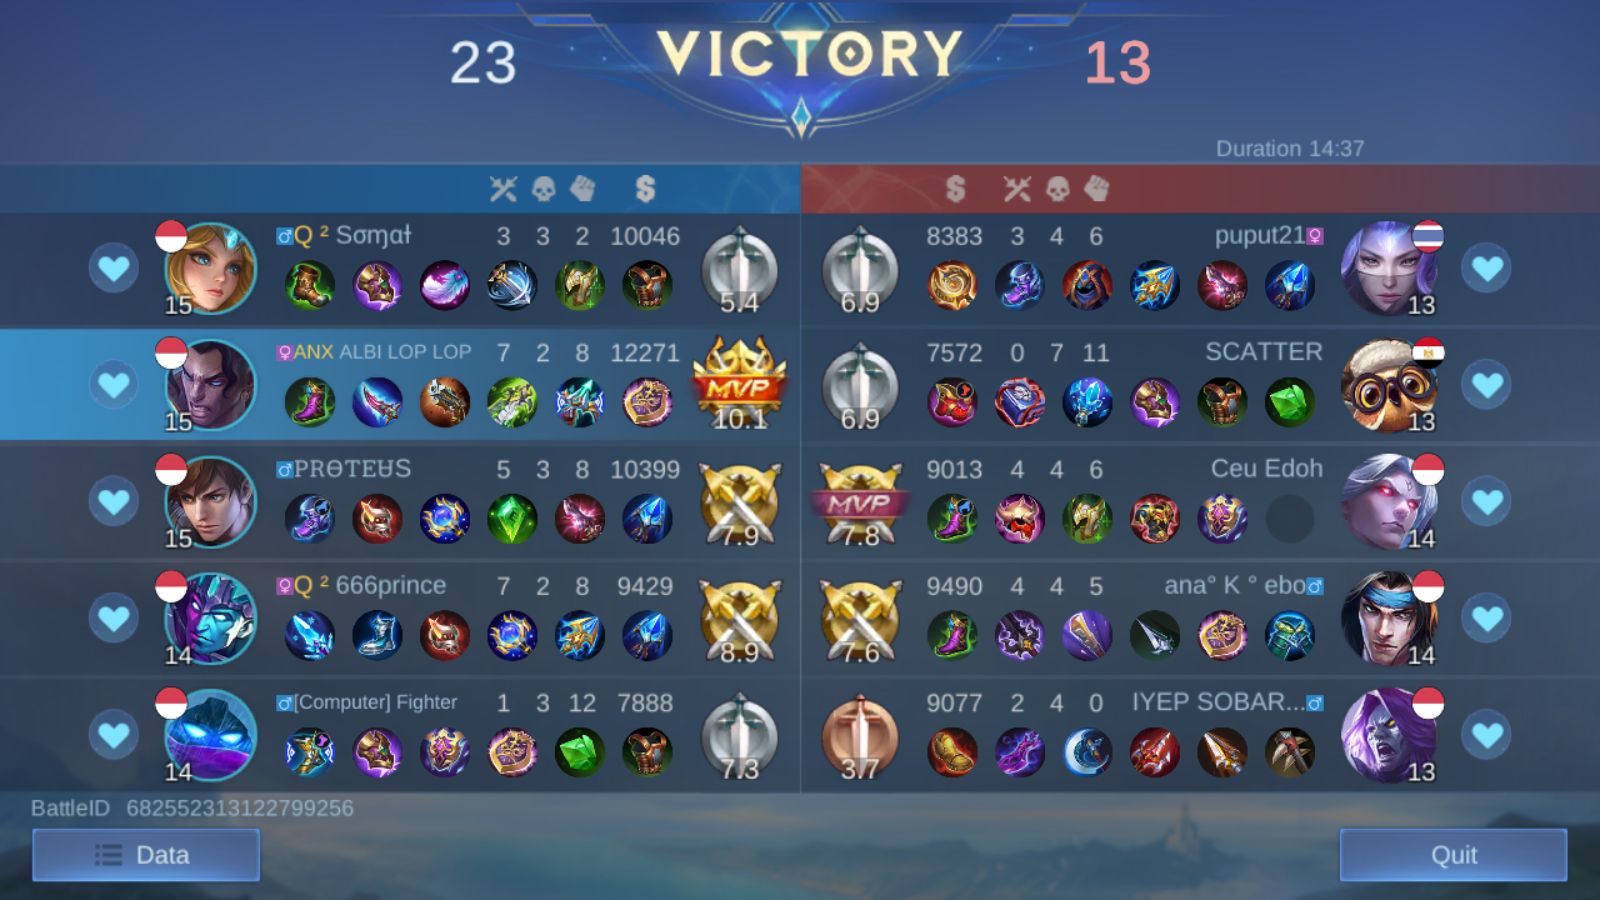 23 VICTORY 13
Duration 14:37
15 Q ² Sσɱął 3 3 2 10046 5.4
6.9 8383 3 4 6 puput21 13
15 ANX ALBI LOP LOP 7 2 8 12271 MVP 10.1
6.9 7572 0 7 11 SCATTER 13
15 PRΘTEɄS 5 3 8 10399 7.9
MVP 7.8 9013 4 4 6 Ceu Edoh 14
14 Q ² 666prince 7 2 8 9429 8.9
7.6 9490 4 4 5 ana° K ° ebo 14
14 [Computer] Fighter 1 3 12 7888 7.3
3.7 9077 2 4 0 IYEP SOBAR... 13
BattleID 682552313122799256
Data
Quit